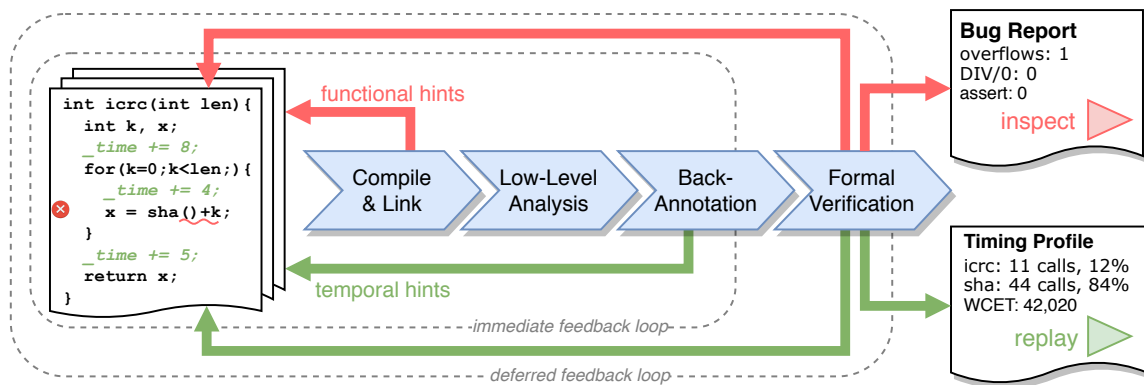 int icrc(int len){
int k, x;
_time += 8;
for(k=0;k<len;){
_time += 4;
x = sha()+k;
}
_time += 5;
return x;
}
functional hints
temporal hints
Compile
& Link
Low-Level
Analysis
Back-
Annotation
Formal
Verification
immediate feedback loop
deferred feedback loop
Bug Report
overflows: 1
DIV/0: 0
assert: 0
inspect
Timing Profile
icrc: 11 calls, 12%
sha: 44 calls, 84%
WCET: 42,020
replay